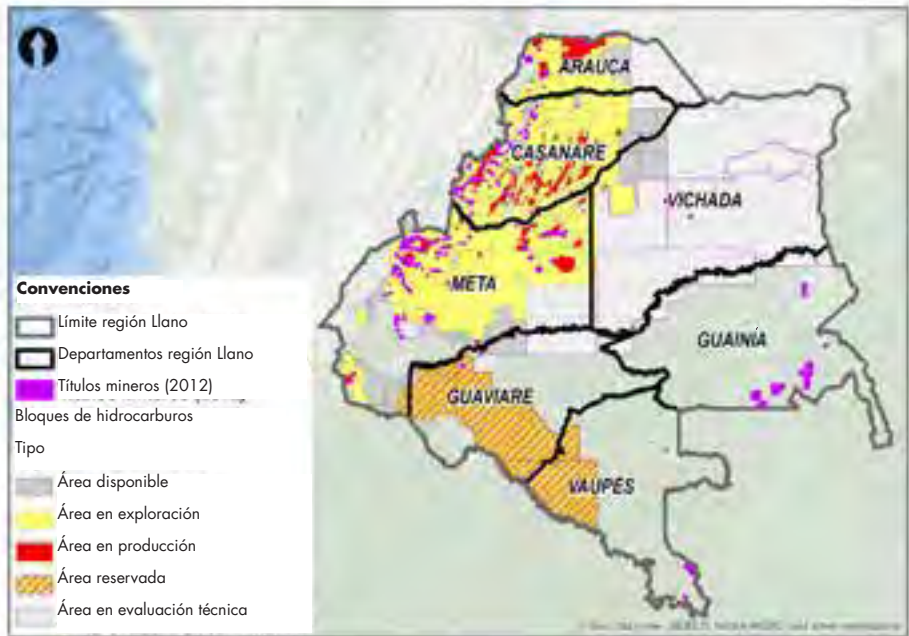 ARAUCA
CASANARE
VICHADA
META
GUAINÍA
GUAVIARE
VAUPES
Convenciones
Límite región Llano
Departamentos región Llano
Títulos mineros (2012)
Bloques de hidrocarburos
Tipo
Área disponible
Área en exploración
Área en producción
Área reservada
Área en evaluación técnica